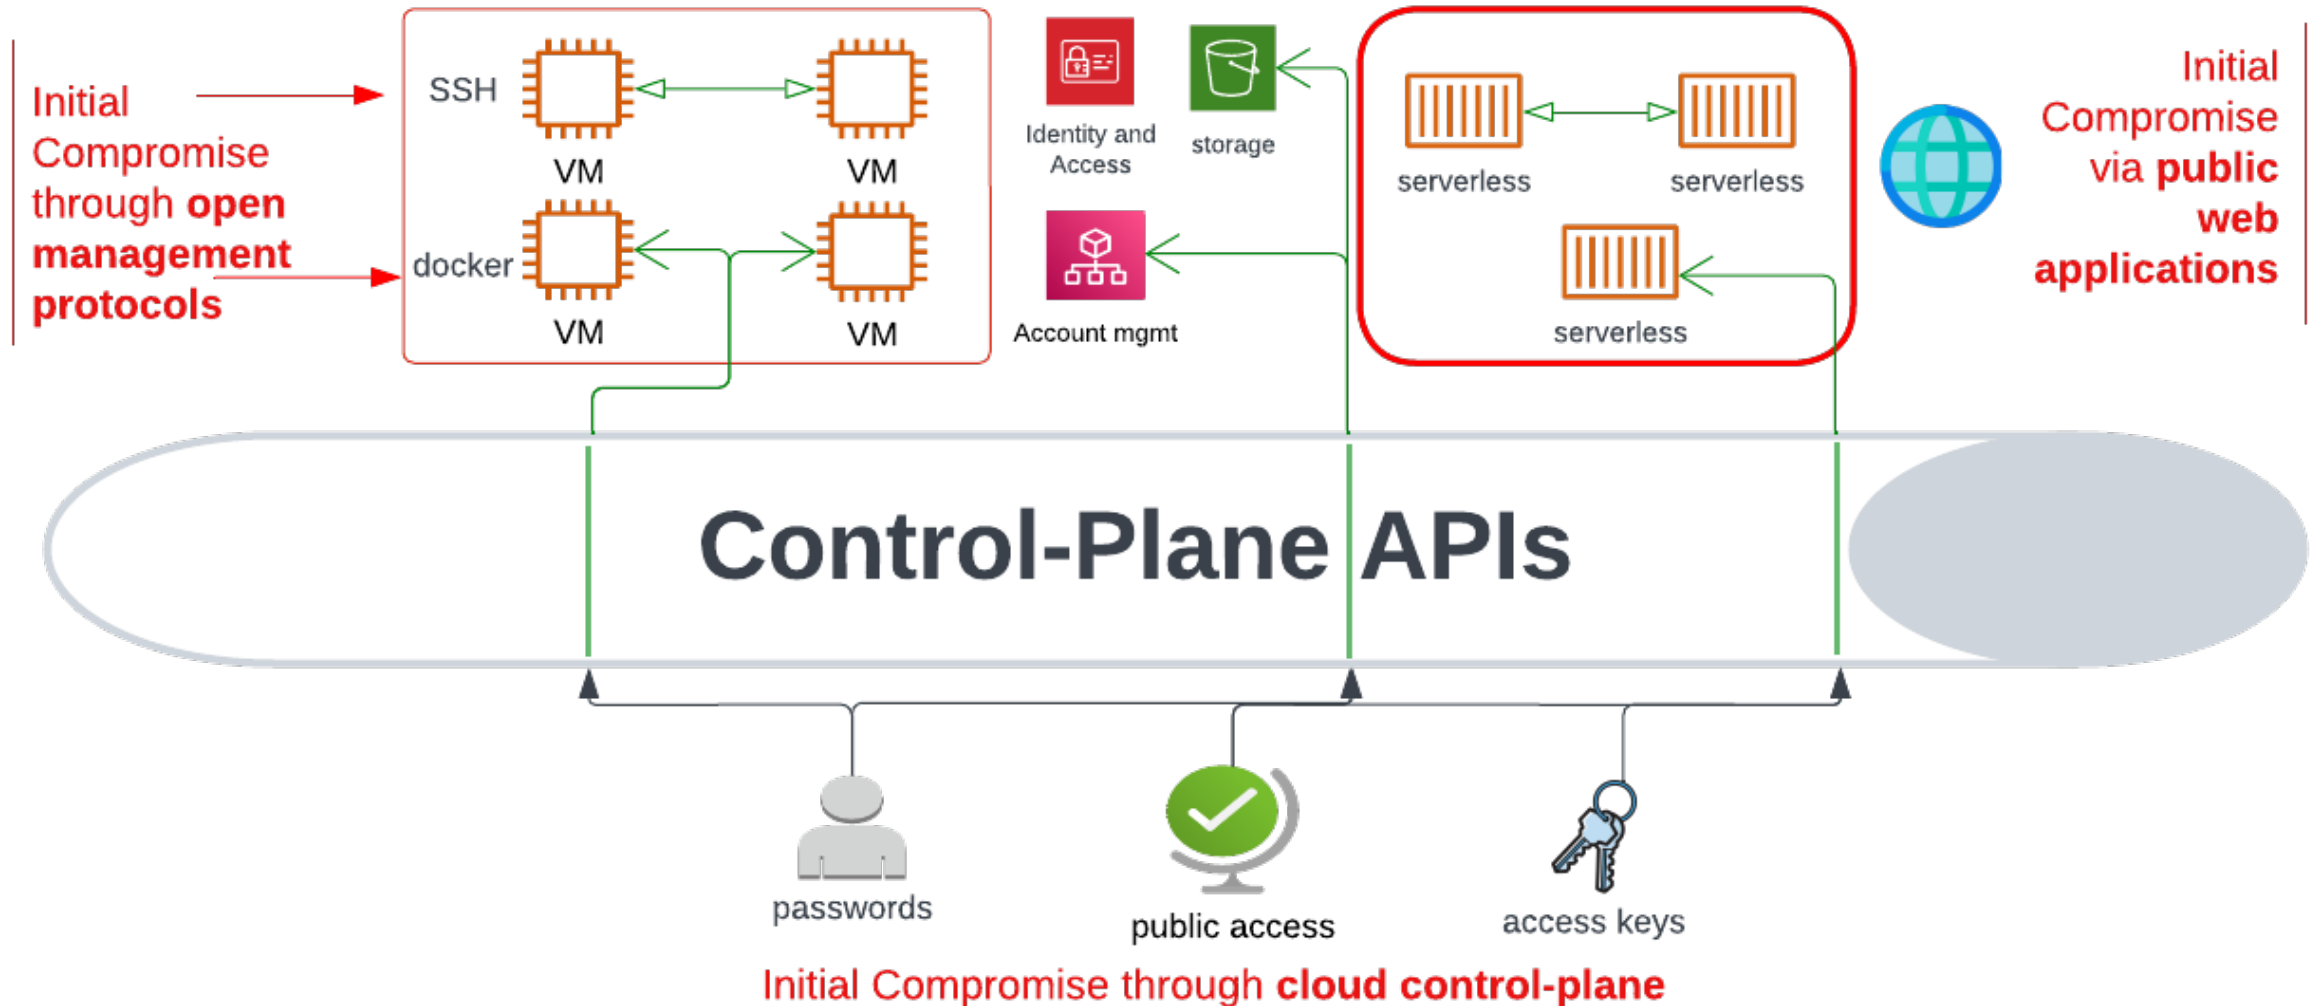 Initial
Compromise
through open
management
protocols
SSH
VM
VM
docker
VM
VM
Identity and
Access
storage
Account mgmt
serverless
serverless
serverless
Initial
Compromise
via public
web
applications
Control-Plane APIs
passwords
public access
access keys
Initial Compromise through cloud control-plane